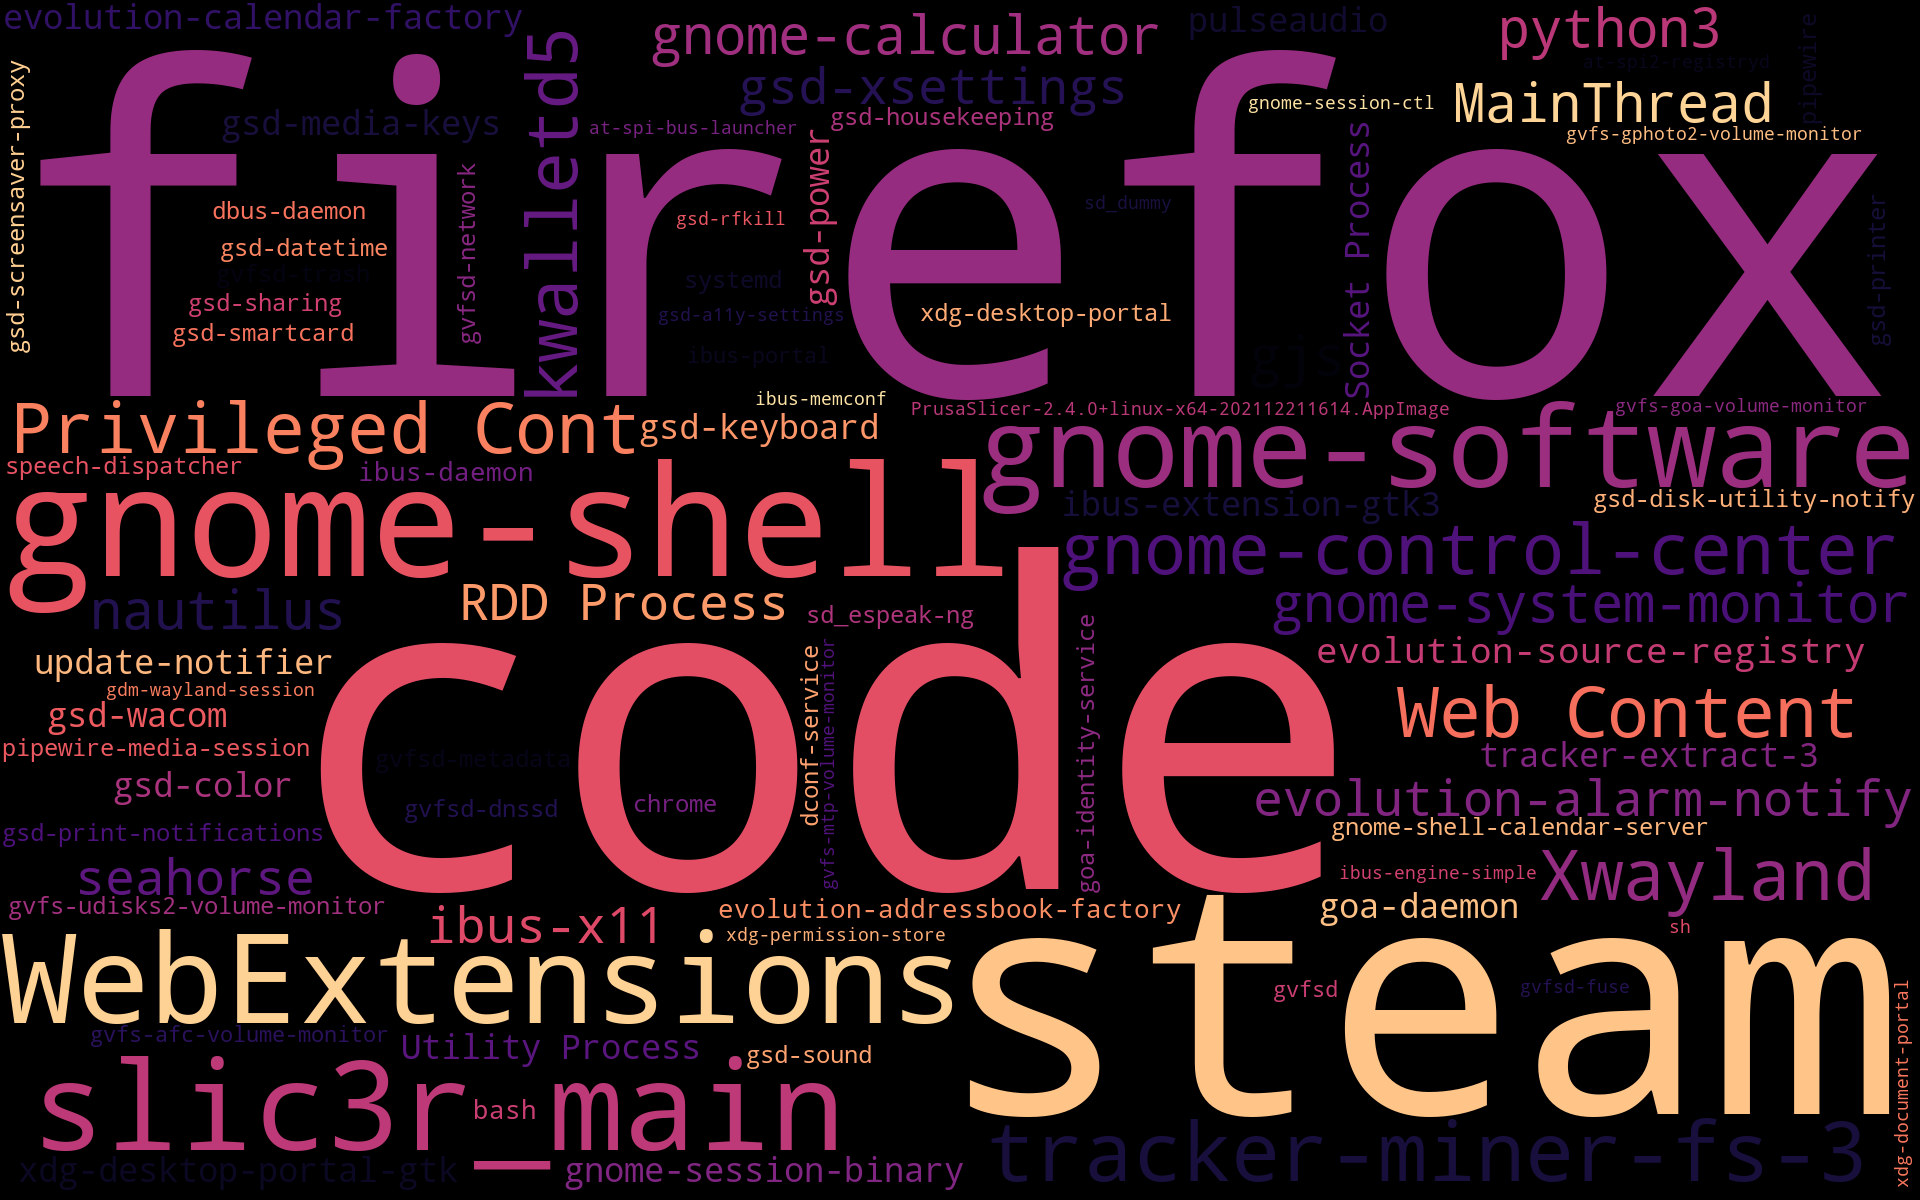 evolution-calendar-factory
gnome-calculator
pulseaudio
python3
firefox
gsd-screensaver-proxy
gsd-media-keys
kwalletd5
gsd-xsettings
at-spi2-registryd
pipewire
gnome-session-ctl
MainThread
at-spi-bus-launcher
gsd-housekeeping
gvfs-gphoto2-volume-monitor
gsd-power
Socket Process
gvfsd-network
dbus-daemon
gsd-rfkill
sd_dummy
gsd-printer
gsd-datetime
gvfsd-trash
systemd
gsd-sharing
gsd-a11y-settings
xdg-desktop-portal
gsd-smartcard
ibus-portal
gjs
ibus-memconf
PrusaSlicer-2.4.0+linux-x64-202112211614.AppImage
gvfs-goa-volume-monitor
Privileged Cont
gsd-keyboard
gnome-software
speech-dispatcher
ibus-daemon
gnome-shell
ibus-extension-gtk3
gsd-disk-utility-notify
gnome-control-center
nautilus
RDD Process
sd_espeak-ng
gnome-system-monitor
code
goa-identity-service
dconf-service
gvfs-mtp-volume-monitor
evolution-source-registry
update-notifier
gdm-wayland-session
gsd-wacom
Web Content
pipewire-media-session
gvfsd-metadata
tracker-extract-3
gsd-color
gvfsd-dnssd
chrome
evolution-alarm-notify
gsd-print-notifications
gnome-shell-calendar-server
seahorse
ibus-engine-simple
Xwayland
gvfs-udisks2-volume-monitor
ibus-x11
evolution-addressbook-factory
goa-daemon
sh
xdg-permission-store
WebExtensions
steam
gvfsd
gvfsd-fuse
xdg-document-portal
gvfs-afc-volume-monitor
Utility Process
gsd-sound
slic3r_main
bash
tracker-miner-fs-3
xdg-desktop-portal-gtk
gnome-session-binary